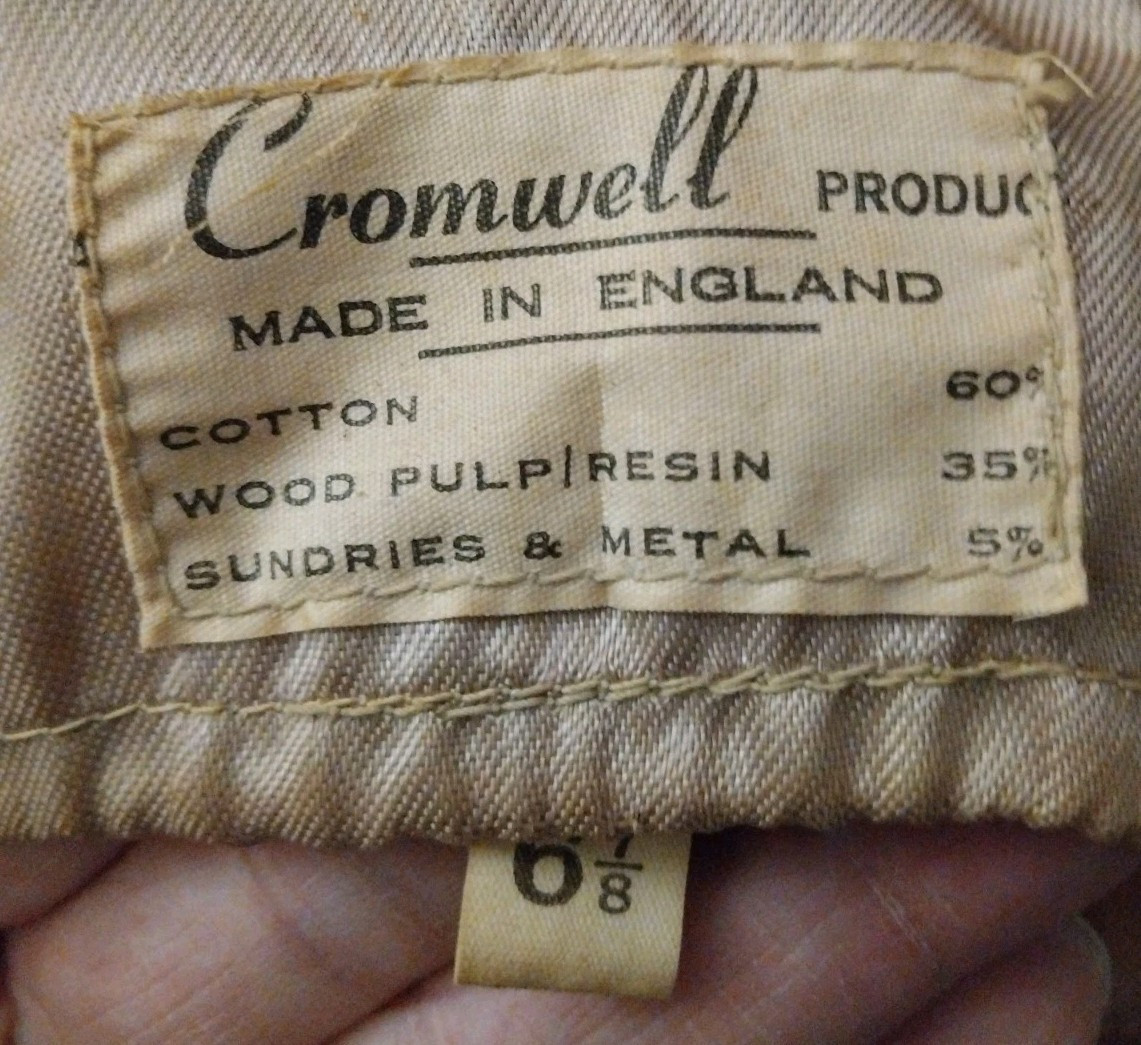 Cromwell PRODUC
MADE IN ENGLAND
COTTON 60%
WOOD PULP/RESIN 35%
SUNDRIES & METAL 5%
6 7/8